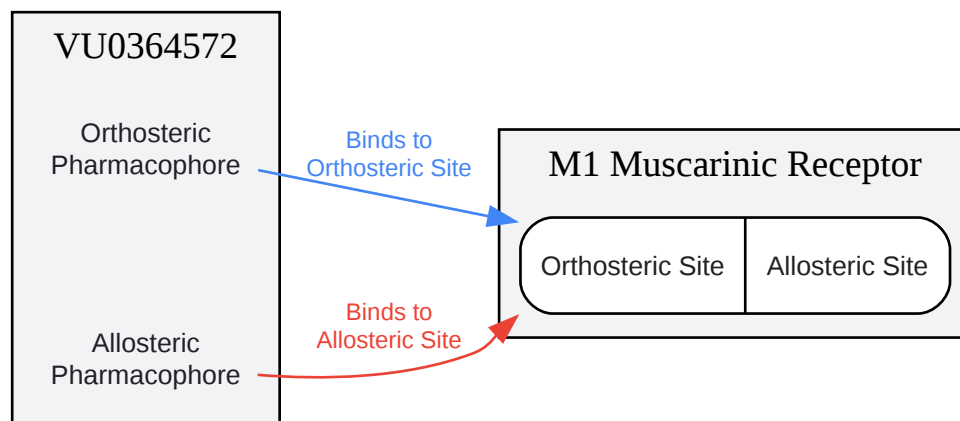 VU0364572
Orthosteric
Pharmacophore
Binds to
Orthosteric Site
M1 Muscarinic Receptor
Orthosteric Site
Allosteric Site
Binds to
Allosteric Site
Allosteric
Pharmacophore